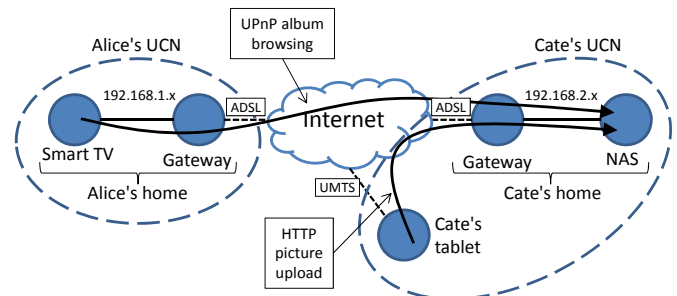 UPnP album
browsing
Alice's UCN
Cate's UCN
192.168.1.x
ADSL
Internet
ADSL
192.168.2.x
Smart TV
Gateway
Alice's home
Gateway
NAS
Cate's home
UMTS
HTTP
picture
upload
Cate's
tablet